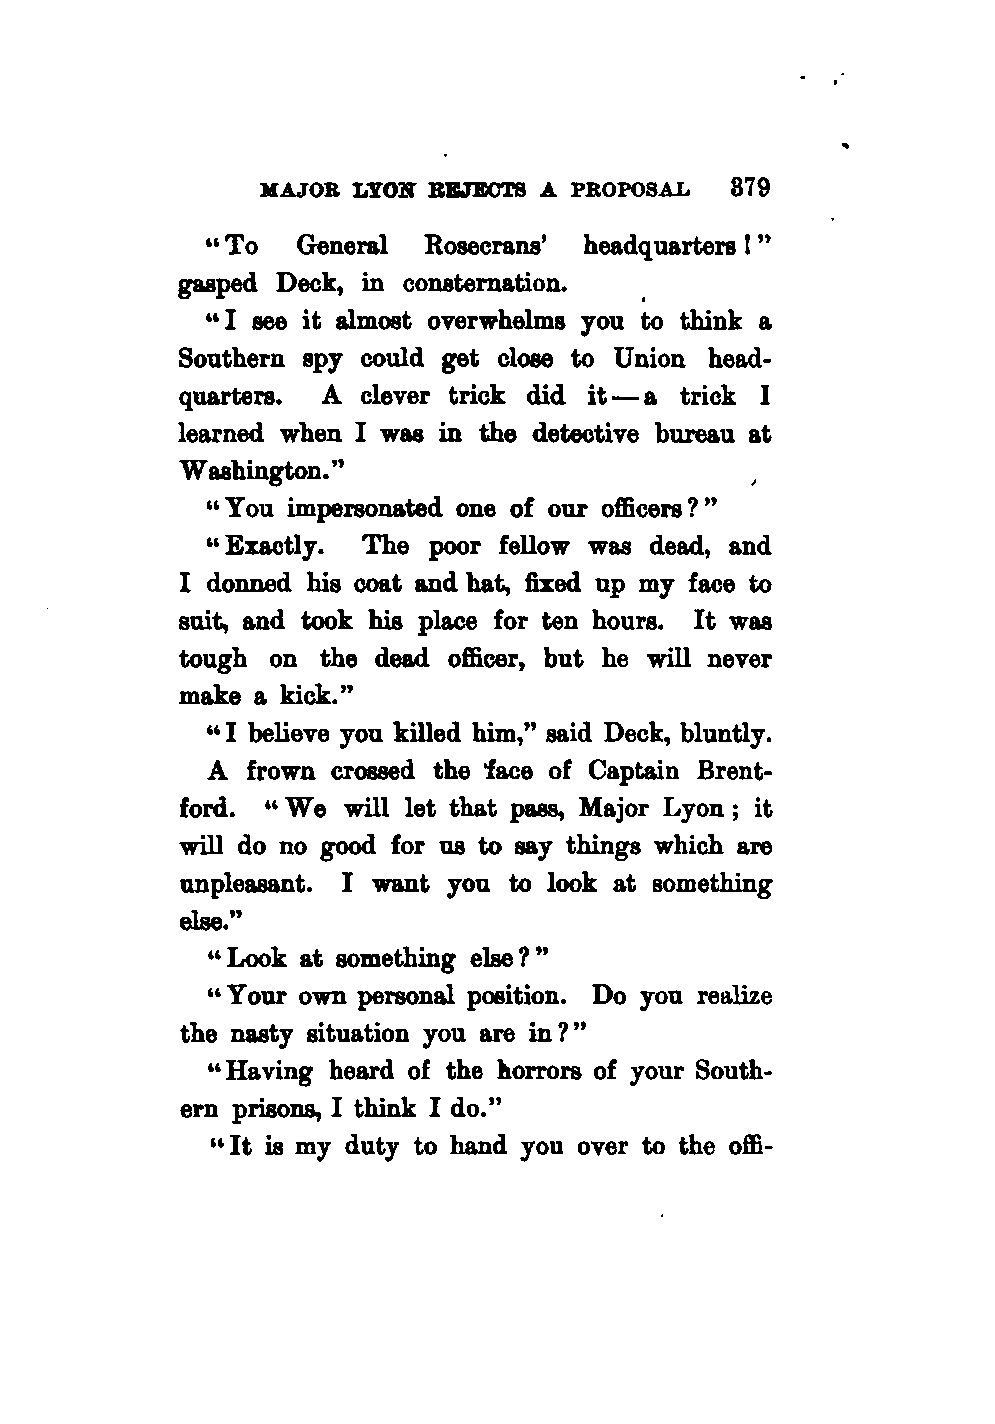 MAJOR LYON REJECTS A PROPOSAL 379
“To General Rosecrans’ headquarters!”
gasped Deck, in consternation.
“I see it almost overwhelms you to think a
Southern spy could get close to Union head-
quarters. A clever trick did it—a trick I
learned when I was in the detective bureau at
Washington.”
“You impersonated one of our officers?”
“Exactly. The poor fellow was dead, and
I donned his coat and hat, fixed up my face to
suit, and took his place for ten hours. It was
tough on the dead officer, but he will never
make a kick.”
“I believe you killed him,” said Deck, bluntly.
A frown crossed the face of Captain Brent-
ford. “We will let that pass, Major Lyon; it
will do no good for us to say things which are
unpleasant. I want you to look at something
else.”
“Look at something else?”
“Your own personal position. Do you realize
the nasty situation you are in?”
“Having heard of the horrors of your South-
ern prisons, I think I do.”
“It is my duty to hand you over to the offi-